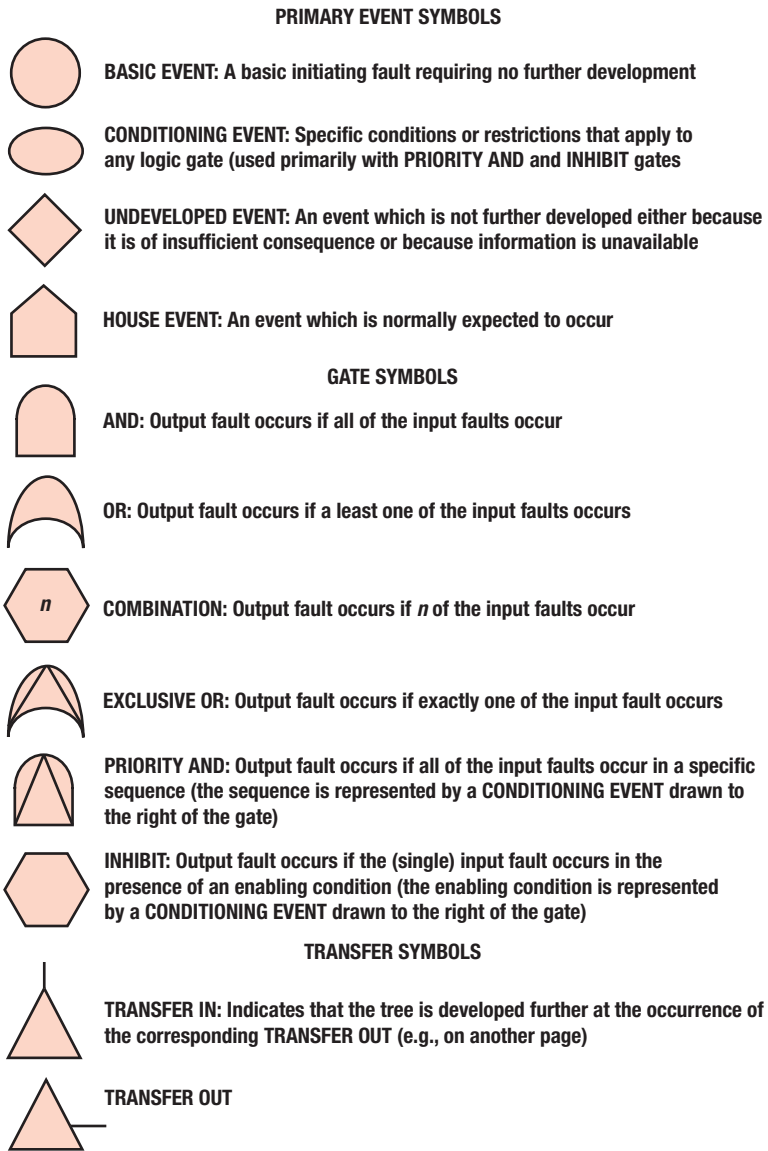 PRIMARY EVENT SYMBOLS
BASIC EVENT: A basic initiating fault requiring no further development
CONDITIONING EVENT: Specific conditions or restrictions that apply to
any logic gate (used primarily with PRIORITY AND and INHIBIT gates
UNDEVELOPED EVENT: An event which is not further developed either because
it is of insufficient consequence or because information is unavailable
HOUSE EVENT: An event which is normally expected to occur
GATE SYMBOLS
AND: Output fault occurs if all of the input faults occur
OR: Output fault occurs if a least one of the input faults occurs
n
COMBINATION: Output fault occurs if n of the input faults occur
EXCLUSIVE OR: Output fault occurs if exactly one of the input fault occurs
PRIORITY AND: Output fault occurs if all of the input faults occur in a specific
sequence (the sequence is represented by a CONDITIONING EVENT drawn to
the right of the gate)
INHIBIT: Output fault occurs if the (single) input fault occurs in the
presence of an enabling condition (the enabling condition is represented
by a CONDITIONING EVENT drawn to the right of the gate)
TRANSFER SYMBOLS
TRANSFER IN: Indicates that the tree is developed further at the occurrence of
the corresponding TRANSFER OUT (e.g., on another page)
TRANSFER OUT